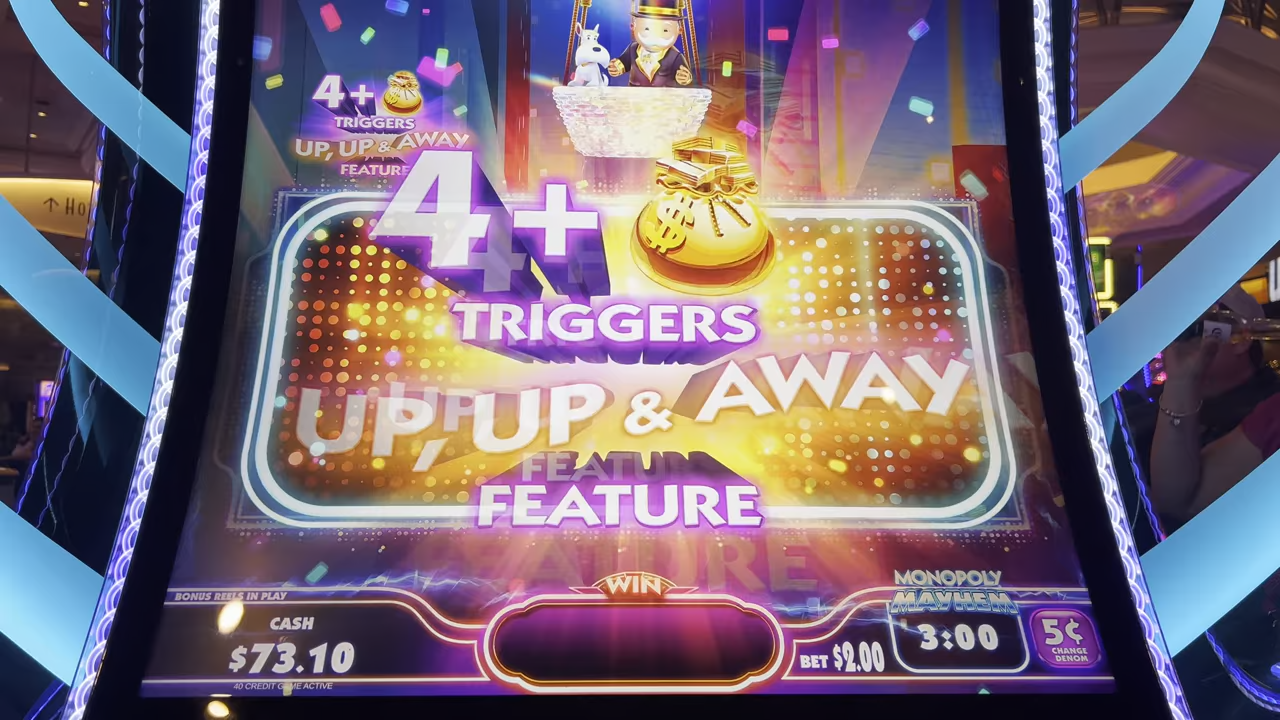 4+
TRIGGERS
UP, UP & AWAY
FEATURE
4+
$
TRIGGERS
UP, UP & AWAY
FEATURE
WIN
BONUS REELS IN PLAY
CASH
$73.10
40 CREDIT GAME ACTIVE
BET $2.00
MONOPOLY
MAYHEM
3:00
5¢
CHANGE
DENOM